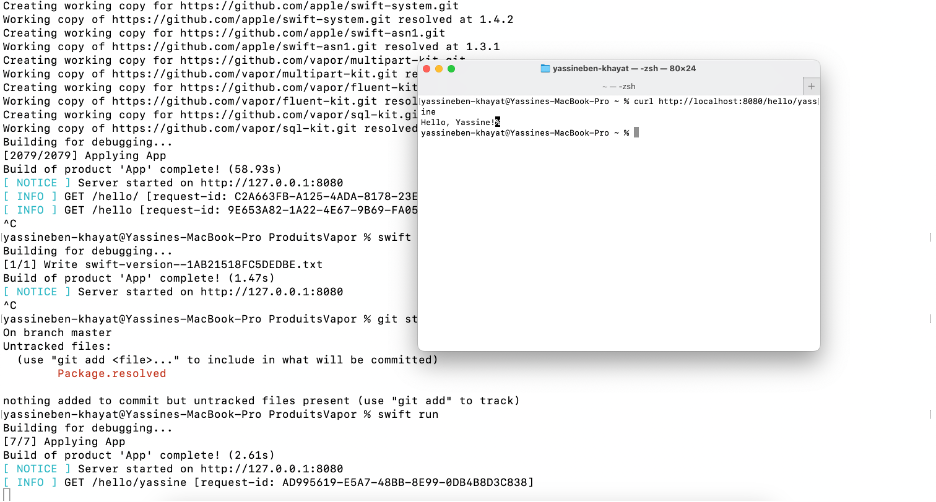 Creating working copy for https://github.com/apple/swift-system.git
Working copy of https://github.com/apple/swift-system.git resolved at 1.4.2
Creating working copy for https://github.com/apple/swift-asn1.git
Working copy of https://github.com/apple/swift-asn1.git resolved at 1.3.1
Creating working copy for https://github.com/vapor/multipart-kit.git
Working copy of https://github.com/vapor/multipart-kit.git re
Creating working copy for https://github.com/vapor/fluent-kit
Working copy of https://github.com/vapor/fluent-kit.git resol
Creating working copy for https://github.com/vapor/sql-kit.gi
Working copy of https://github.com/vapor/sql-kit.git resolved
Building for debugging...
[2079/2079] Applying App
Build of product 'App' complete! (58.93s)
[ NOTICE ] Server started on http://127.0.0.1:8080
[ INFO ] GET /hello/ [request-id: C2A663FB-A125-4ADA-8178-23E
[ INFO ] GET /hello [request-id: 9E653A82-1A22-4E67-9B69-FA05
^C
yassineben-khayat@Yassines-MacBook-Pro ProduitsVapor % swift
Building for debugging...
[1/1] Write swift-version--1AB21518FC5DEDBE.txt
Build of product 'App' complete! (1.47s)
[ NOTICE ] Server started on http://127.0.0.1:8080
^C
yassineben-khayat@Yassines-MacBook-Pro ProduitsVapor % git st
On branch master
Untracked files:
(use "git add <file>..." to include in what will be committed)
Package.resolved
nothing added to commit but untracked files present (use "git add" to track)
yassineben-khayat@Yassines-MacBook-Pro ProduitsVapor % swift run
Building for debugging...
[7/7] Applying App
Build of product 'App' complete! (2.61s)
[ NOTICE ] Server started on http://127.0.0.1:8080
[ INFO ] GET /hello/yassine [request-id: AD995619-E5A7-48BB-8E99-0DB4B8D3C838]
yassineben-khayat — -zsh — 80×24
~ — -zsh
+
yassineben-khayat@Yassines-MacBook-Pro ~ % curl http://localhost:8080/hello/yass
ine
Hello, Yassine!%
yassineben-khayat@Yassines-MacBook-Pro ~ %